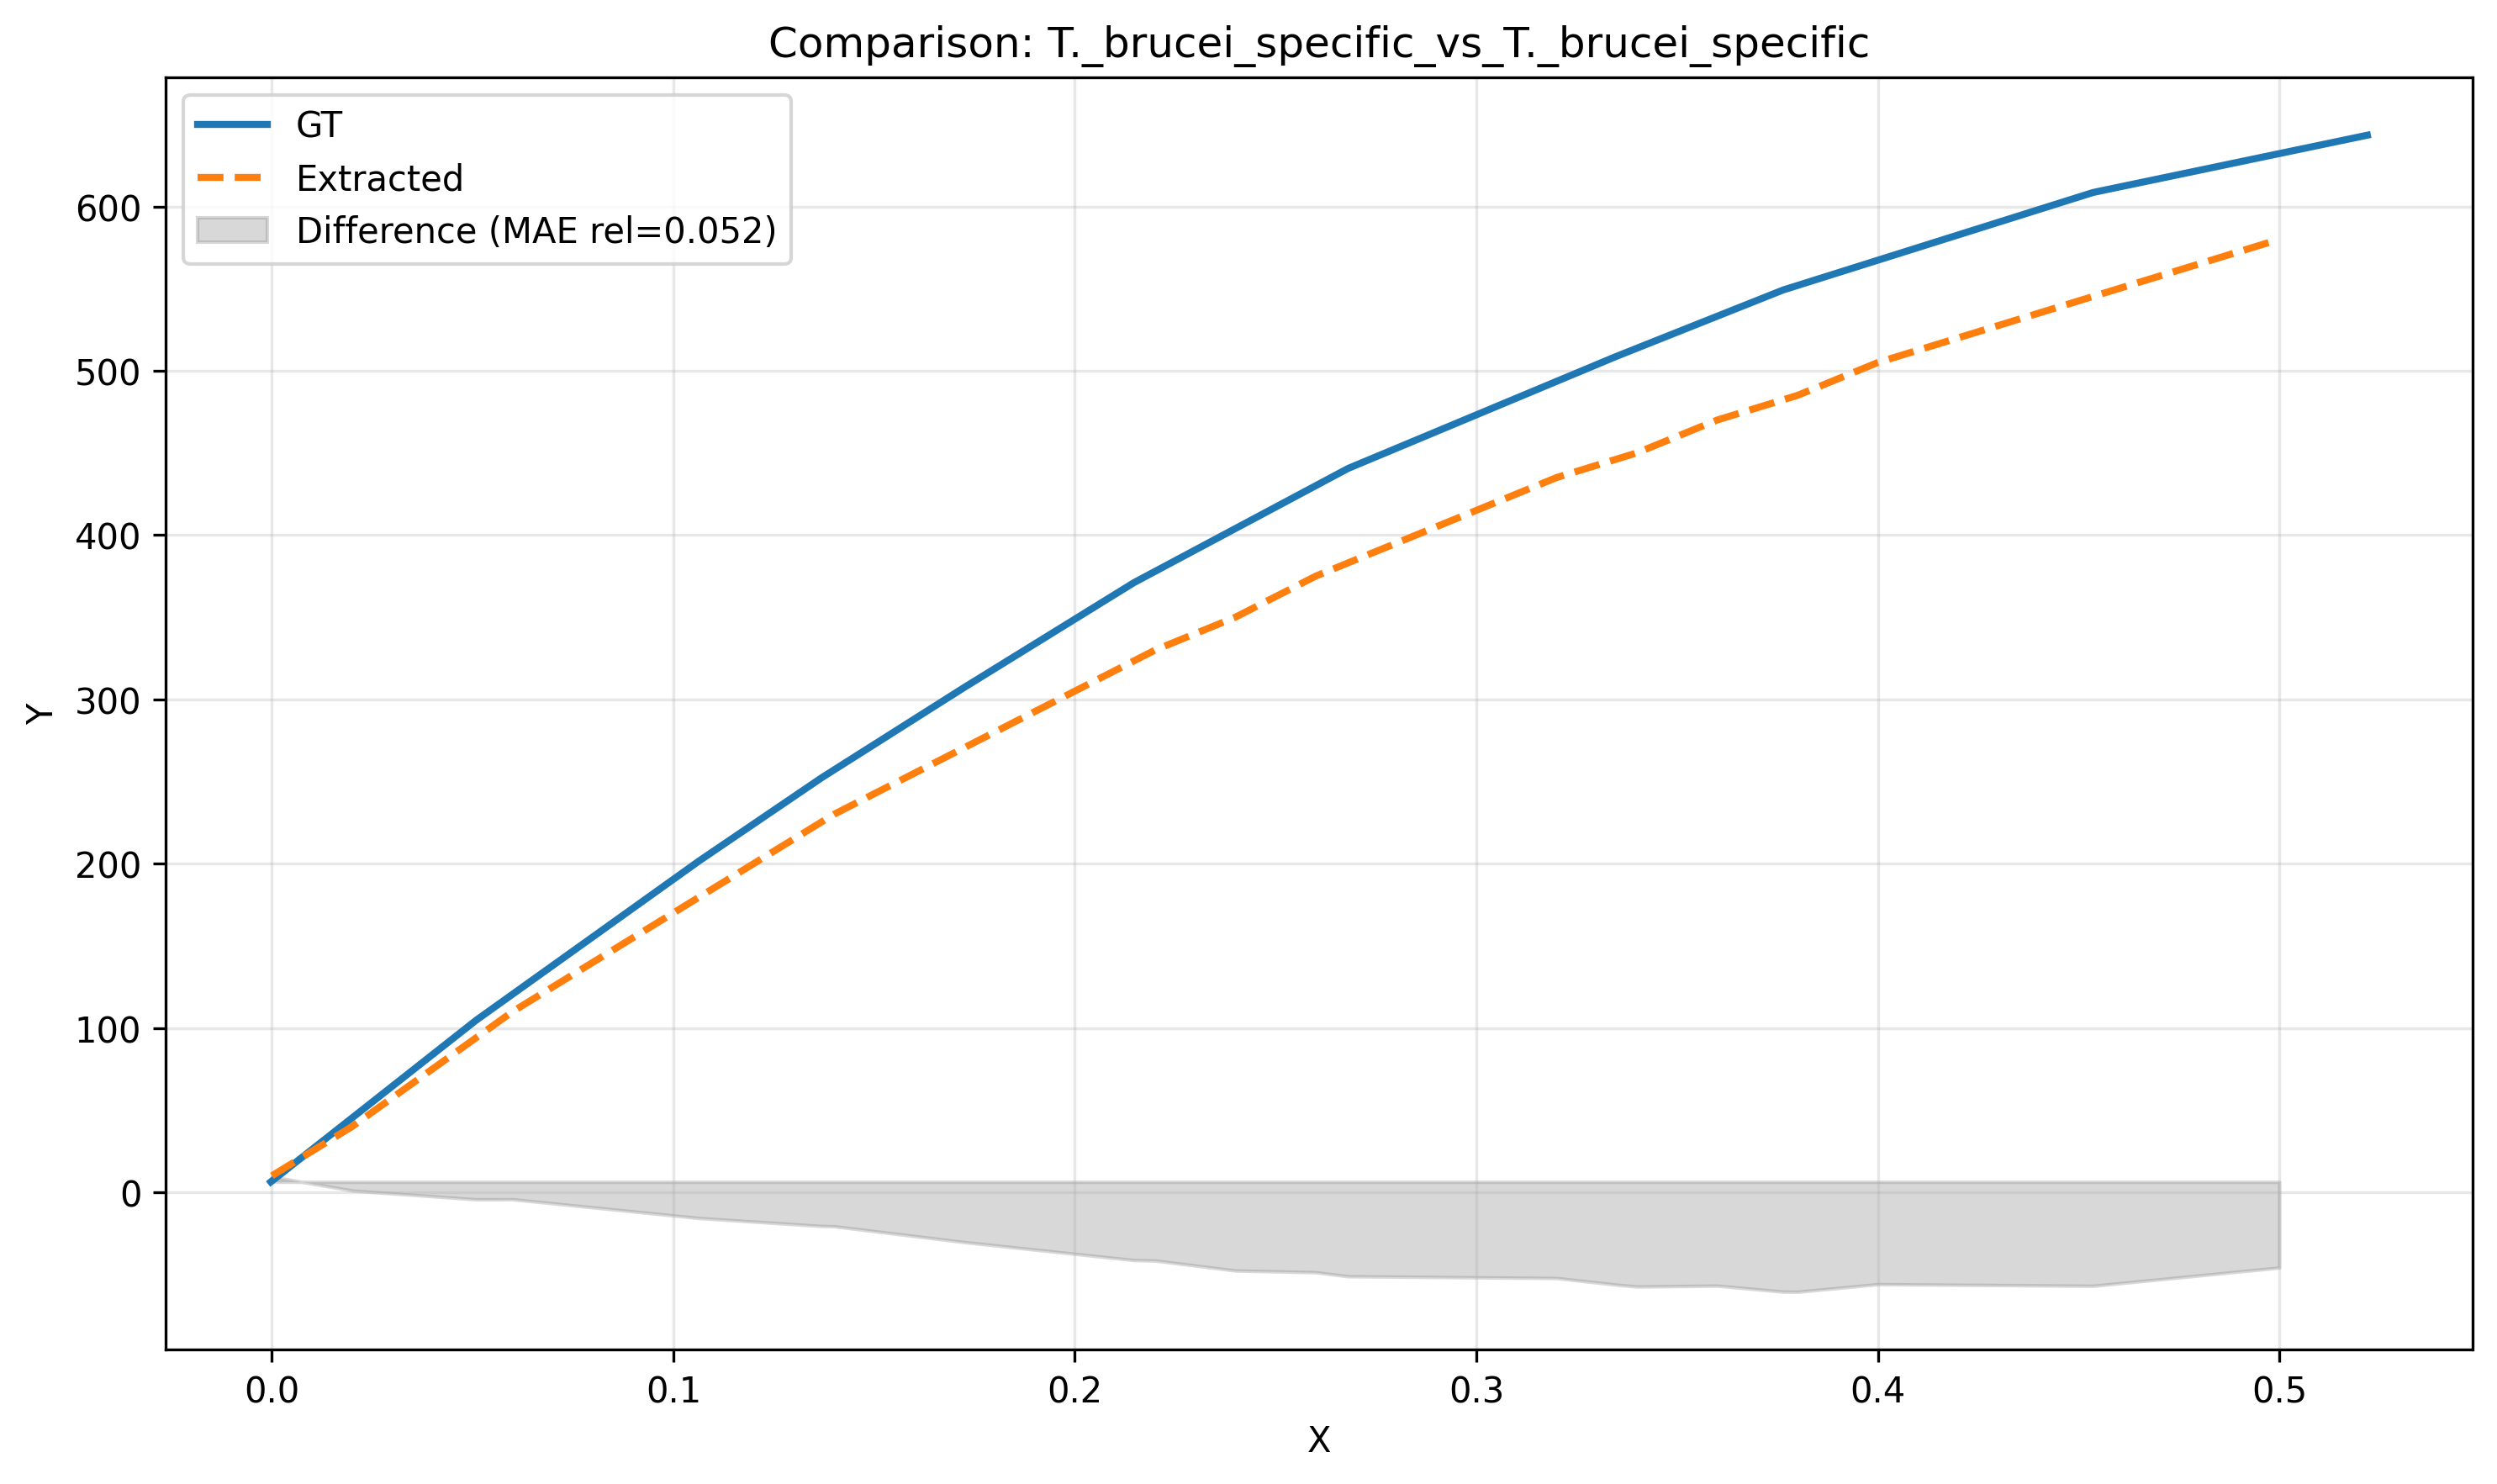 Comparison: T._brucei_specific_vs_T._brucei_specific
GT
Extracted
Difference (MAE rel=0.052)
Y
600
500
400
300
200
100
0
0.0 0.1 0.2 0.3 0.4 0.5
X